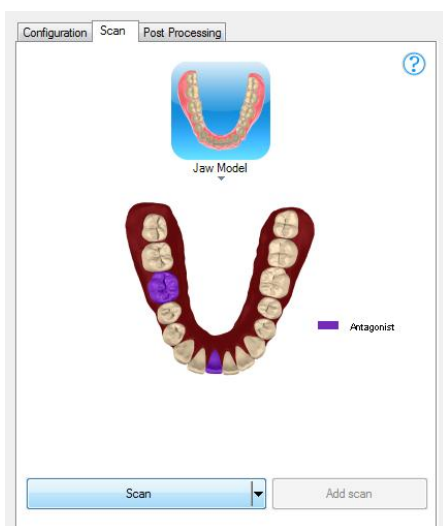 Configuration Scan Post Processing
?
Jaw Model
Antagonist
Scan Add scan